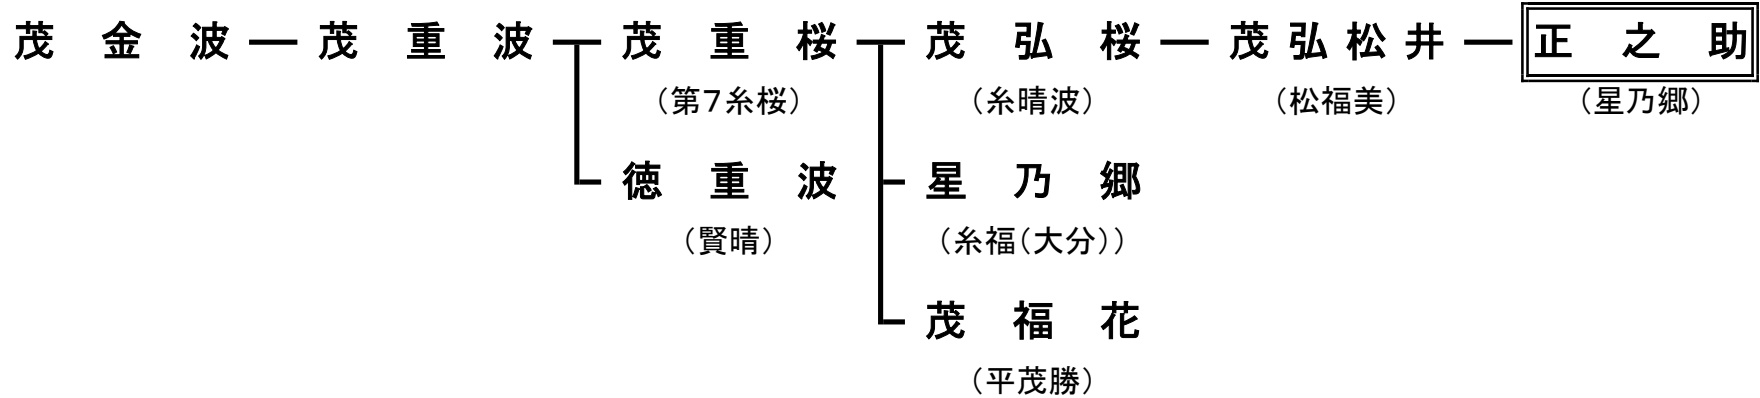 茂金波 茂重波 茂重桜 茂弘桜 茂弘松井 正之助
(第7糸桜) (糸晴波) (松福美) (星乃郷)
徳重波 星乃郷
(賢晴) (糸福(大分))
茂福花
(平茂勝)